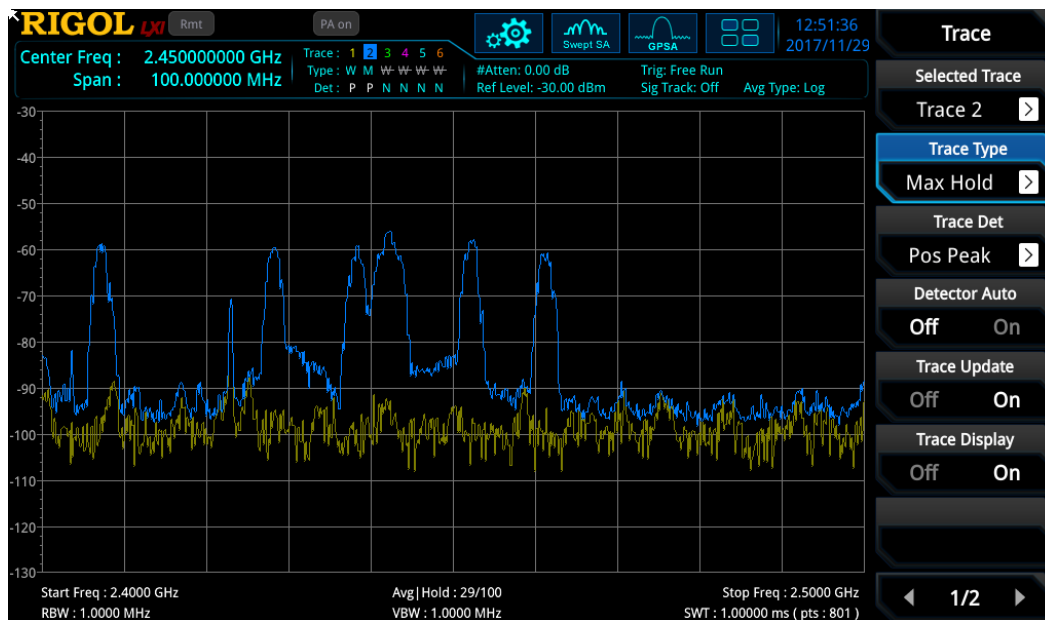 RIGOL LXI Rmt PA on Swept SA GPSA 12:51:36
2017/11/29
Center Freq : 2.450000000 GHz
Span : 100.000000 MHz
Trace : 1 2 3 4 5 6
Type : W M W W W W
Det : P P N N N N
#Atten: 0.00 dB
Ref Level: -30.00 dBm
Trig: Free Run
Sig Track: Off
Avg Type: Log
-30
-40
-50
-60
-70
-80
-90
-100
-110
-120
-130
Start Freq : 2.4000 GHz Avg|Hold : 29/100 Stop Freq : 2.5000 GHz
RBW : 1.0000 MHz VBW : 1.0000 MHz SWT : 1.00000 ms ( pts : 801 )
Trace
Selected Trace
Trace 2 >
Trace Type
Max Hold >
Trace Det
Pos Peak >
Detector Auto
Off On
Trace Update
Off On
Trace Display
Off On
1/2